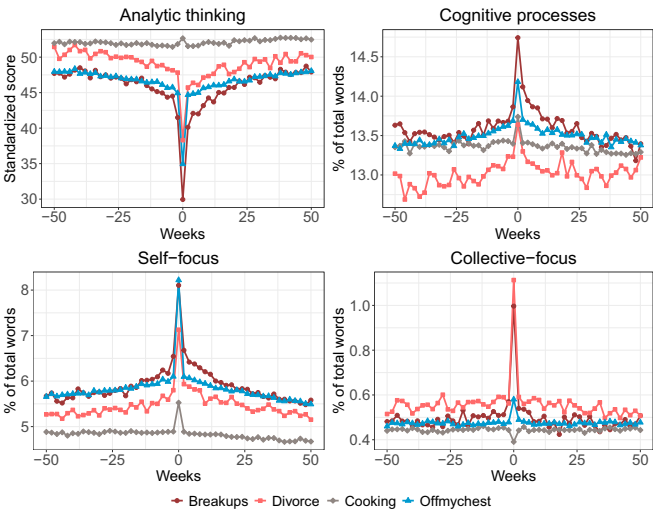 Analytic thinking
Standardized score
50
45
40
35
30
−50 −25 0 25 50
Weeks
Cognitive processes
% of total words
14.5
14.0
13.5
13.0
−50 −25 0 25 50
Weeks
Self−focus
% of total words
8
7
6
5
−50 −25 0 25 50
Weeks
Collective−focus
% of total words
1.0
0.8
0.6
0.4
−50 −25 0 25 50
Weeks
Breakups Divorce Cooking Offmychest